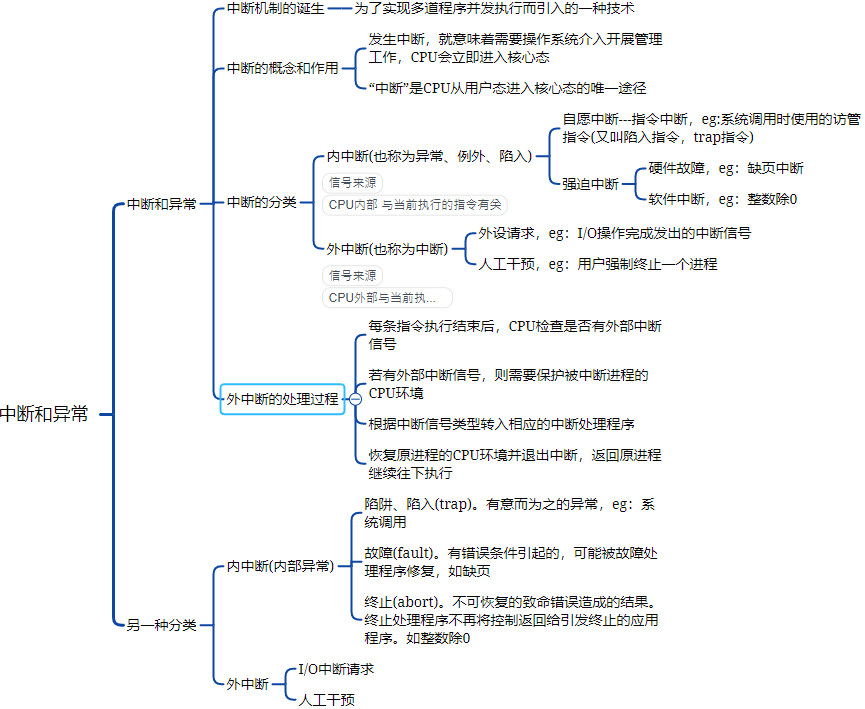 中断机制的诞生
为了实现多道程序并发执行而引入的一种技术
发生中断，就意味着需要操作系统介入开展管理
工作，CPU会立即进入核心态
中断的概念和作用
“中断”是CPU从用户态进入核心态的唯一途径
自愿中断---指令中断，eg:系统调用时使用的访管
指令(又叫陷入指令，trap指令)
内中断(也称为异常、例外、陷入)
硬件故障，eg：缺页中断
信号来源
强迫中断
软件中断，eg：整数除0
中断和异常
中断的分类
CPU内部 与当前执行的指令有关
外设请求，eg：I/O操作完成发出的中断信号
外中断(也称为中断)
人工干预，eg：用户强制终止一个进程
信号来源
CPU外部与当前执...
每条指令执行结束后，CPU检查是否有外部中断
信号
若有外部中断信号，则需要保护被中断进程的
CPU环境
外中断的处理过程
中断和异常
根据中断信号类型转入相应的中断处理程序
恢复原进程的CPU环境并退出中断，返回原进程
继续往下执行
陷阱、陷入(trap)。有意而为之的异常，eg：系
统调用
内中断(内部异常)
故障(fault)。有错误条件引起的，可能被故障处
理程序修复，如缺页
另一种分类
终止(abort)。不可恢复的致命错误造成的结果。
终止处理程序不再将控制返回给引发终止的应用
程序。如整数除0
I/O中断请求
外中断
人工干预